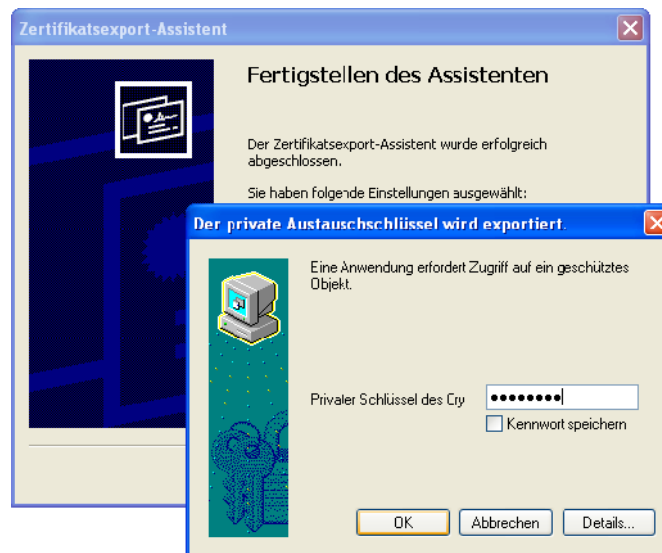 Zertifikatsexport-Assistent
Fertigstellen des Assistenten
Der Zertifikatsexport-Assistent wurde erfolgreich
abgeschlossen.
Sie haben folgende Einstellungen ausgewählt:
Der private Austauschschlüssel wird exportiert.
Eine Anwendung erfordert Zugriff auf ein geschütztes
Objekt.
Privater Schlüssel des Cry ••••••••
Kennwort speichern
OK Abbrechen Details...